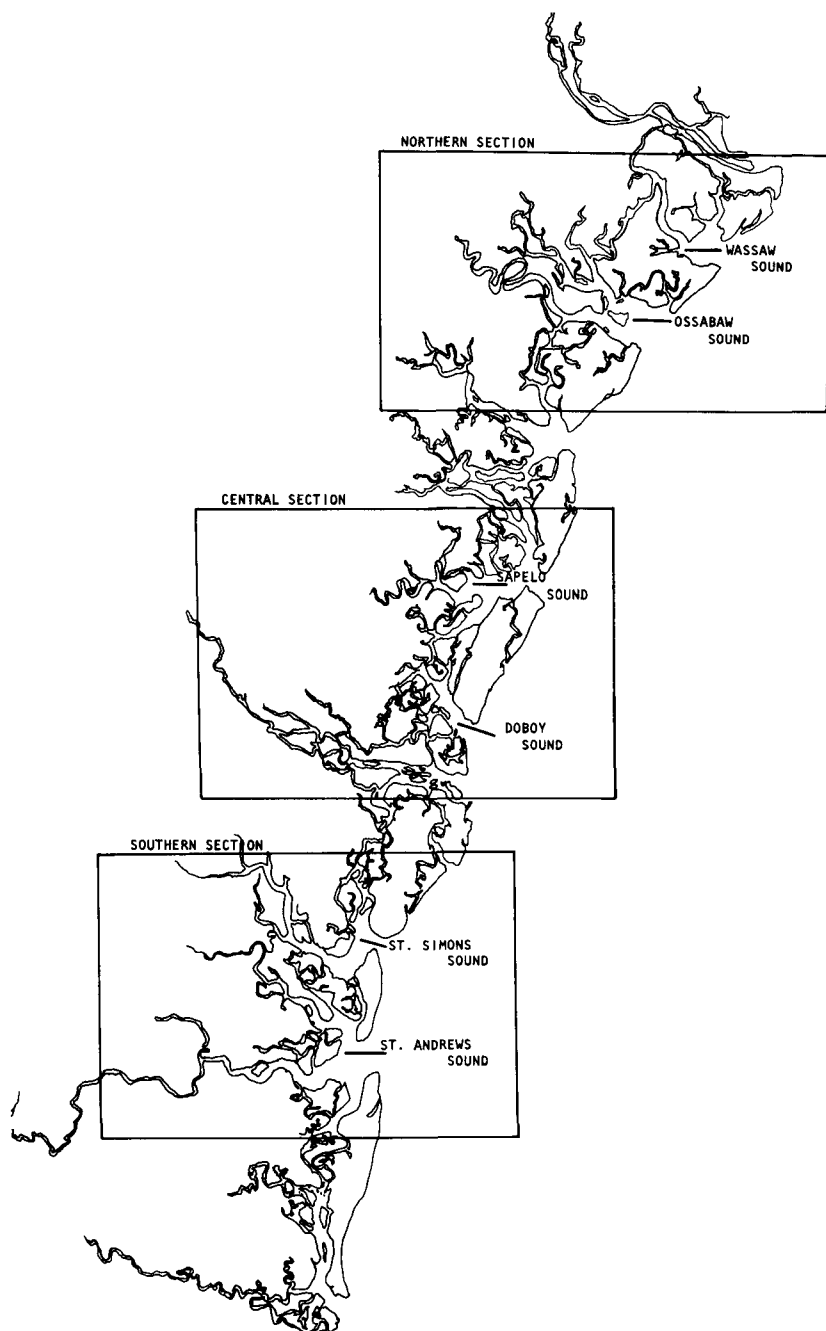 NORTHERN SECTION
WASSAW
SOUND
OSSABAW
SOUND
CENTRAL SECTION
SAPELO
SOUND
DOBOY
SOUND
SOUTHERN SECTION
ST. SIMONS
SOUND
ST. ANDREWS
SOUND